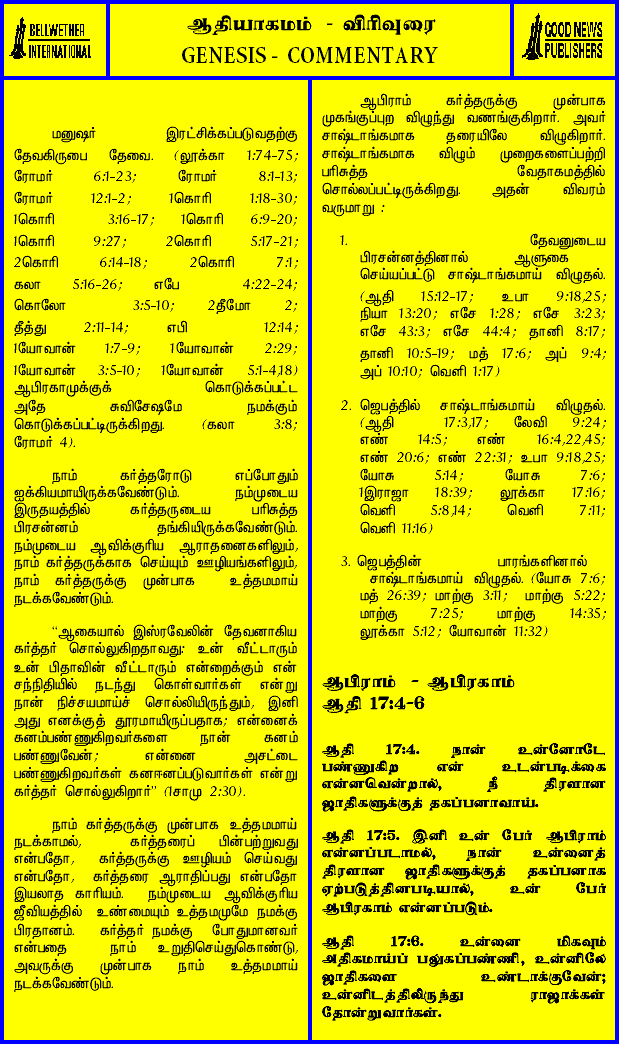 BELLWETHER
INTERNATIONAL
ஆதியாகமம் - விரிவுரை
GENESIS - COMMENTARY
GOOD NEWS
PUBLISHERS
மனுஷர் இரட்சிக்கப்படுவதற்கு
தேவகிருபை தேவை. (லூக்கா 1:74-75;
ரோமர் 6:1-23; ரோமர் 8:1-13;
ரோமர் 12:1-2; 1கொரி 1:18-30;
1கொரி 3:16-17; 1கொரி 6:9-20;
1கொரி 9:27; 2கொரி 5:17-21;
2கொரி 6:14-18; 2கொரி 7:1;
கலா 5:16-26; எபே 4:22-24;
கொலோ 3:5-10; 2தீமோ 2;
தீத்து 2:11-14; எபி 12:14;
1யோவான் 1:7-9; 1யோவான் 2:29;
1யோவான் 3:5-10; 1யோவான் 5:1-4,18)
ஆபிரகாமுக்குக் கொடுக்கப்பட்ட
அதே சுவிசேஷமே நமக்கும்
கொடுக்கப்பட்டிருக்கிறது. (கலா 3:8;
ரோமர் 4).
நாம் கர்த்தரோடு எப்போதும்
ஐக்கியமாயிருக்கவேண்டும். நம்முடைய
இருதயத்தில் கர்த்தருடைய பரிசுத்த
பிரசன்னம் தங்கியிருக்கவேண்டும்.
நம்முடைய ஆவிக்குரிய ஆராதனைகளிலும்,
நாம் கர்த்தருக்காக செய்யும் ஊழியங்களிலும்,
நாம் கர்த்தருக்கு முன்பாக உத்தமமாய்
நடக்கவேண்டும்.
“ஆகையால் இஸ்ரவேலின் தேவனாகிய
கர்த்தர் சொல்லுகிறதாவது: உன் வீட்டாரும்
உன் பிதாவின் வீட்டாரும் என்றைக்கும் என்
சந்நிதியில் நடந்து கொள்வார்கள் என்று
நான் நிச்சயமாய்ச் சொல்லியிருந்தும், இனி
அது எனக்குத் தூரமாயிருப்பதாக; என்னைக்
கனம்பண்ணுகிறவர்களை நான் கனம்
பண்ணுவேன்; என்னை அசட்டை
பண்ணுகிறவர்கள் கனஈனப்படுவார்கள் என்று
கர்த்தர் சொல்லுகிறார்” (1சாமு 2:30).
நாம் கர்த்தருக்கு முன்பாக உத்தமமாய்
நடக்காமல், கர்த்தரைப் பின்பற்றுவது
என்பதோ, கர்த்தருக்கு ஊழியம் செய்வது
என்பதோ, கர்த்தரை ஆராதிப்பது என்பதோ
இயலாத காரியம். நம்முடைய ஆவிக்குரிய
ஜீவியத்தில் உண்மையும் உத்தமமுமே நமக்கு
பிரதானம். கர்த்தர் நமக்கு போதுமானவர்
என்பதை நாம் உறுதிசெய்துகொண்டு,
அவருக்கு முன்பாக நாம் உத்தமமாய்
நடக்கவேண்டும்.
ஆபிராம் கர்த்தருக்கு முன்பாக
முகங்குப்புற விழுந்து வணங்குகிறார். அவர்
சாஷ்டாங்கமாக தரையிலே விழுகிறார்.
சாஷ்டாங்கமாக விழும் முறைகளைப்பற்றி
பரிசுத்த வேதாகமத்தில்
சொல்லப்பட்டிருக்கிறது. அதன் விவரம்
வருமாறு :
1. தேவனுடைய
பிரசன்னத்தினால் ஆளுகை
செய்யப்பட்டு சாஷ்டாங்கமாய் விழுதல்.
(ஆதி 15:12-17; உபா 9:18,25;
நியா 13:20; எசே 1:28; எசே 3:23;
எசே 43:3; எசே 44:4; தானி 8:17;
தானி 10:5-19; மத் 17:6; அப் 9:4;
அப் 10:10; வெளி 1:17)
2. ஜெபத்தில் சாஷ்டாங்கமாய் விழுதல்.
(ஆதி 17:3,17; லேவி 9:24;
எண் 14:5; எண் 16:4,22,45;
எண் 20:6; எண் 22:31; உபா 9:18,25;
யோசு 5:14; யோசு 7:6;
1இராஜா 18:39; லூக்கா 17:16;
வெளி 5:8,14; வெளி 7:11;
வெளி 11:16)
3. ஜெபத்தின் பாரங்களினால்
சாஷ்டாங்கமாய் விழுதல். (யோசு 7:6;
மத் 26:39; மாற்கு 3:11; மாற்கு 5:22;
மாற்கு 7:25; மாற்கு 14:35;
லூக்கா 5:12; யோவான் 11:32)
ஆபிராம் - ஆபிரகாம்
ஆதி 17:4-6
ஆதி 17:4. நான் உன்னோடே
பண்ணுகிற என் உடன்படிக்கை
என்னவென்றால், நீ திரளான
ஜாதிகளுக்குத் தகப்பனாவாய்.
ஆதி 17:5. இனி உன் பேர் ஆபிராம்
என்னப்படாமல், நான் உன்னைத்
திரளான ஜாதிகளுக்குத் தகப்பனாக
ஏற்படுத்தினபடியால், உன் பேர்
ஆபிரகாம் என்னப்படும்.
ஆதி 17:6. உன்னை மிகவும்
அதிகமாய்ப் பலுகப்பண்ணி, உன்னிலே
ஜாதிகளை உண்டாக்குவேன்;
உன்னிடத்திலிருந்து ராஜாக்கள்
தோன்றுவார்கள்.